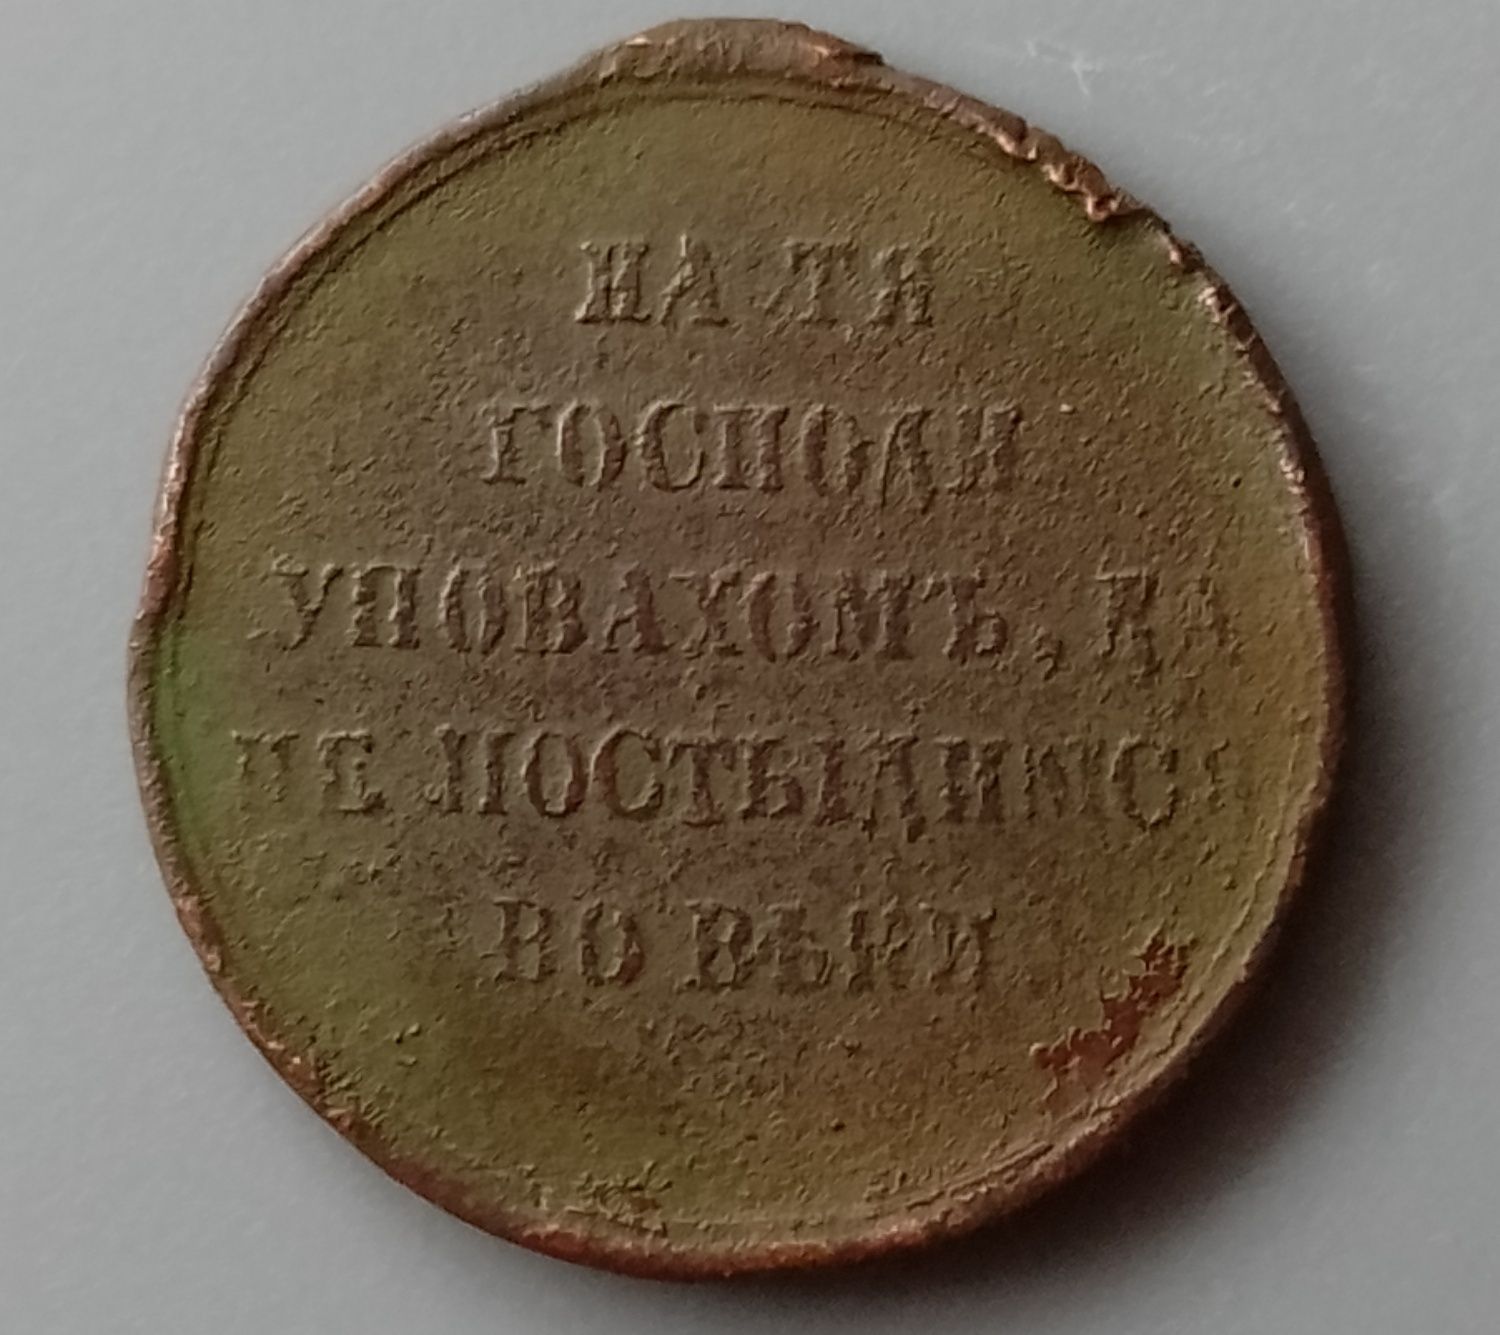 НА ТЯ
ГОСПОДИ
УПОВАХОМЪ, ДА
НЕ ПОСТЫДИМСЯ
ВО ВѢКИ